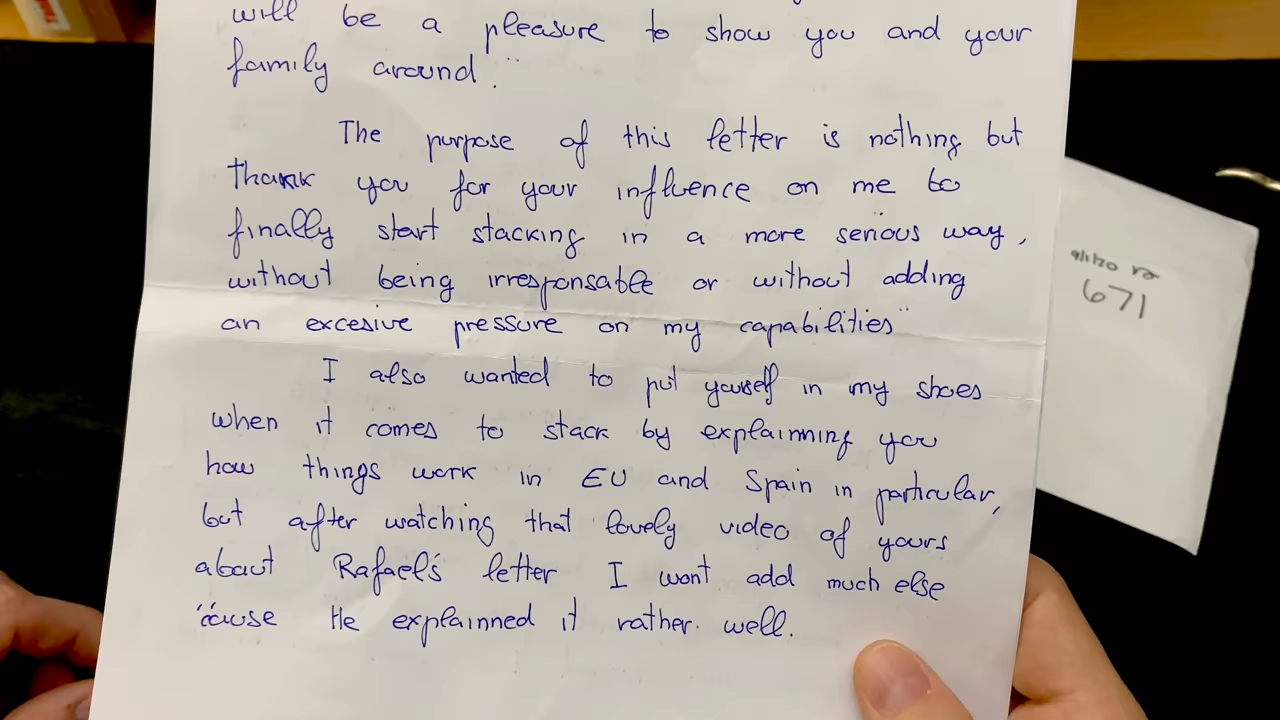 will be a pleasure to show you and your
family around.
The purpose of this letter is nothing but
thank you for your influence on me to
finally start stacking in a more serious way,
without being irresponsable or without adding
an excesive pressure on my capabilities
I also wanted to put yourself in my shoes
when it comes to stack by explainning you
how things work in EU and Spain in particular,
but after watching that lovely video of yours
about Rafael's letter I wont add much else
'cause He explainned it rather. well.
671